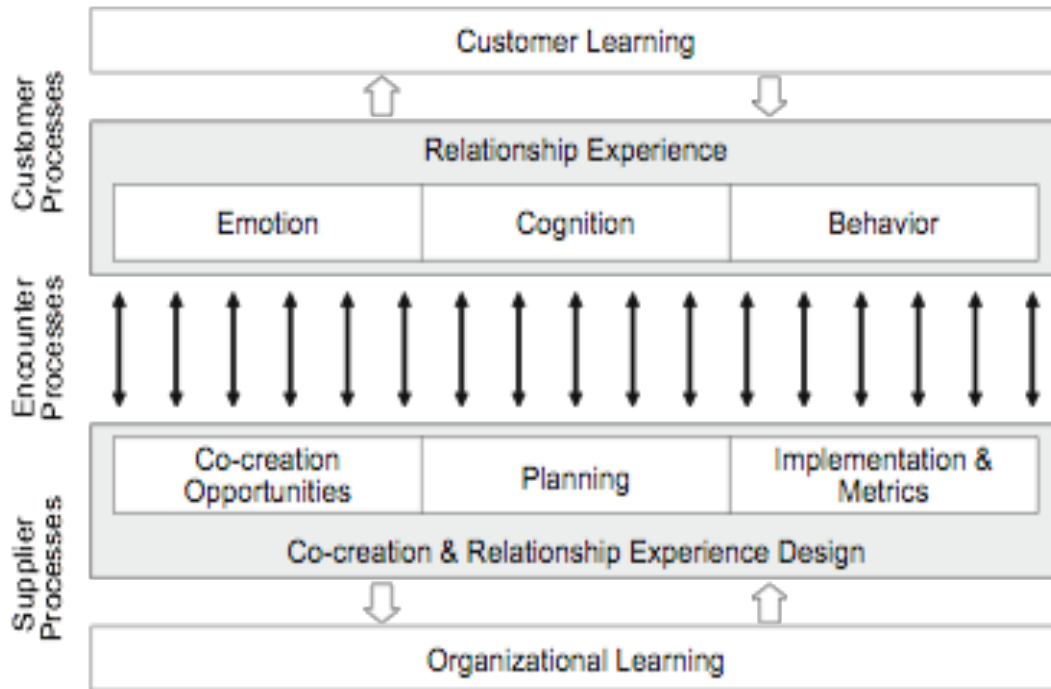 Customer Learning
Customer
Processes
Relationship Experience
Emotion
Cognition
Behavior
Encounter
Processes
Co-creation
Opportunities
Planning
Implementation &
Metrics
Supplier
Processes
Co-creation & Relationship Experience Design
Organizational Learning